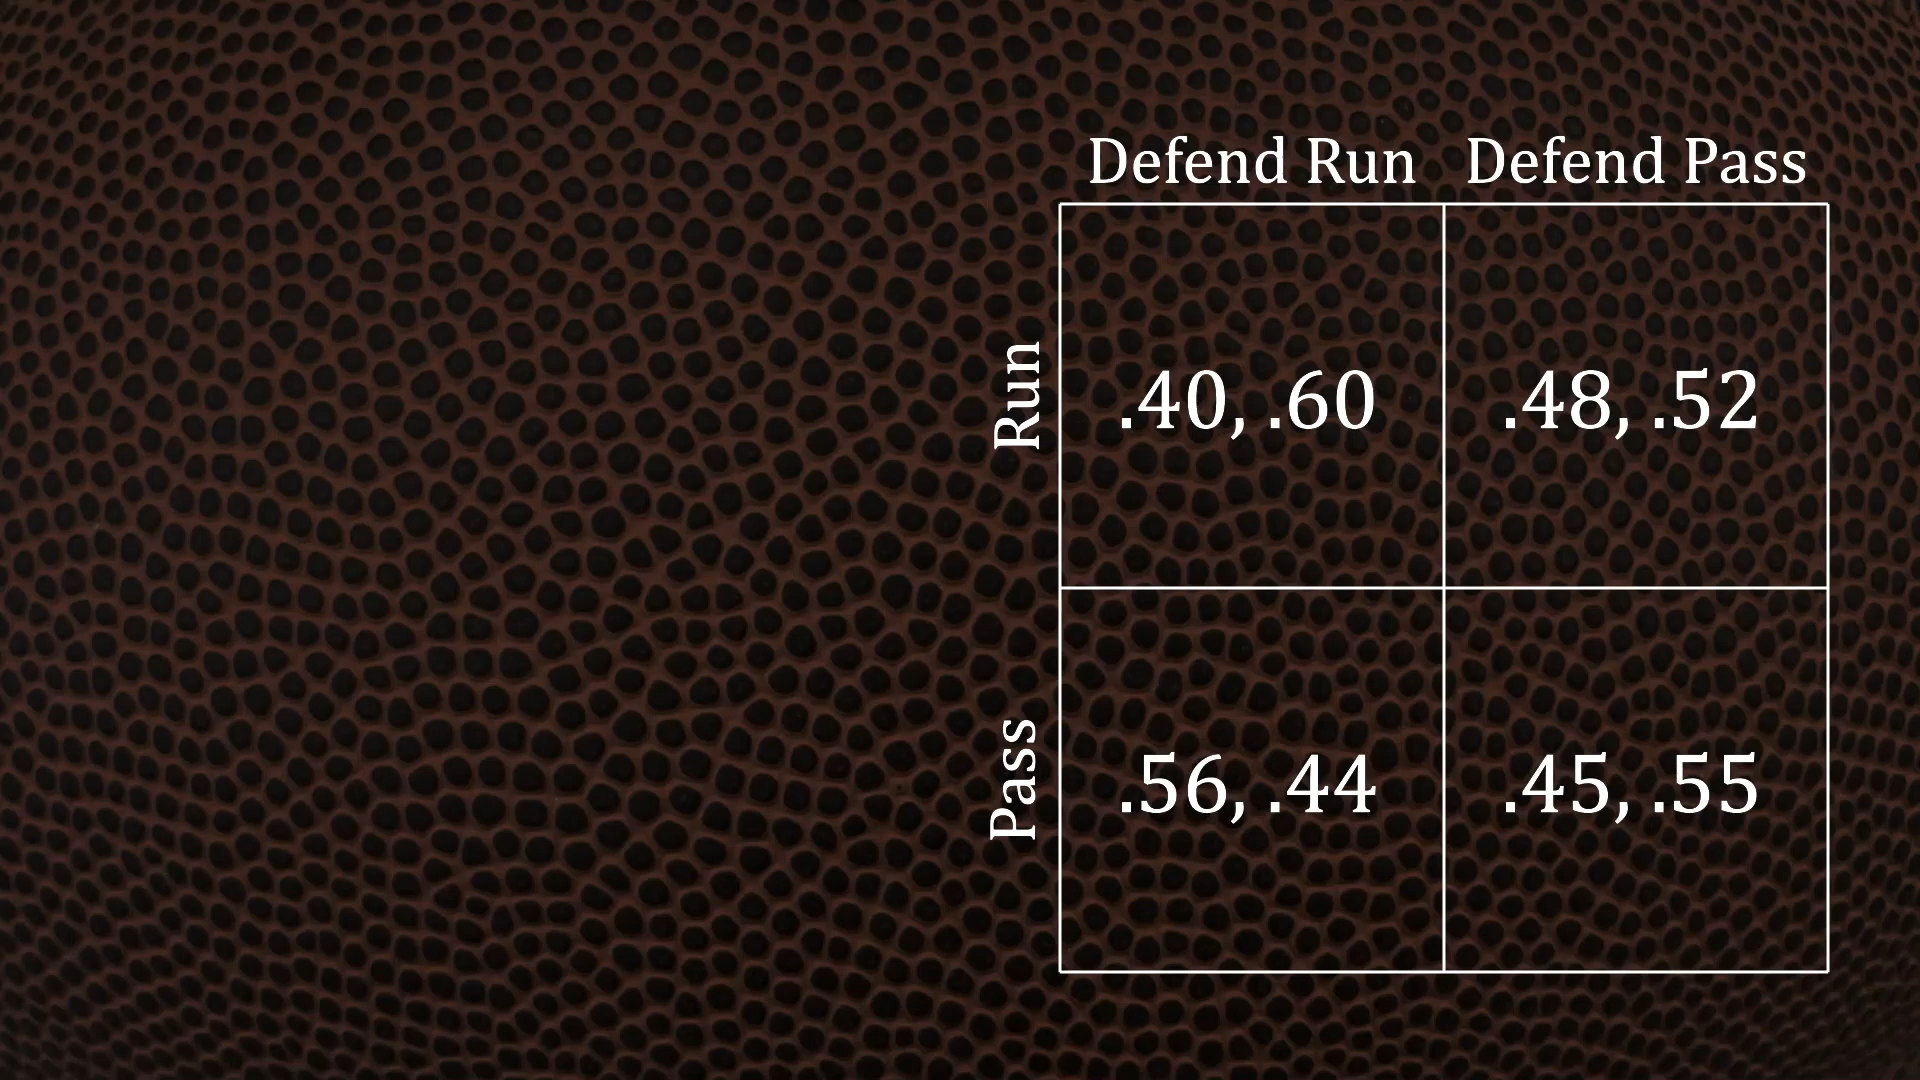 Defend Run Defend Pass
Run .40, .60 .48, .52
Pass .56, .44 .45, .55